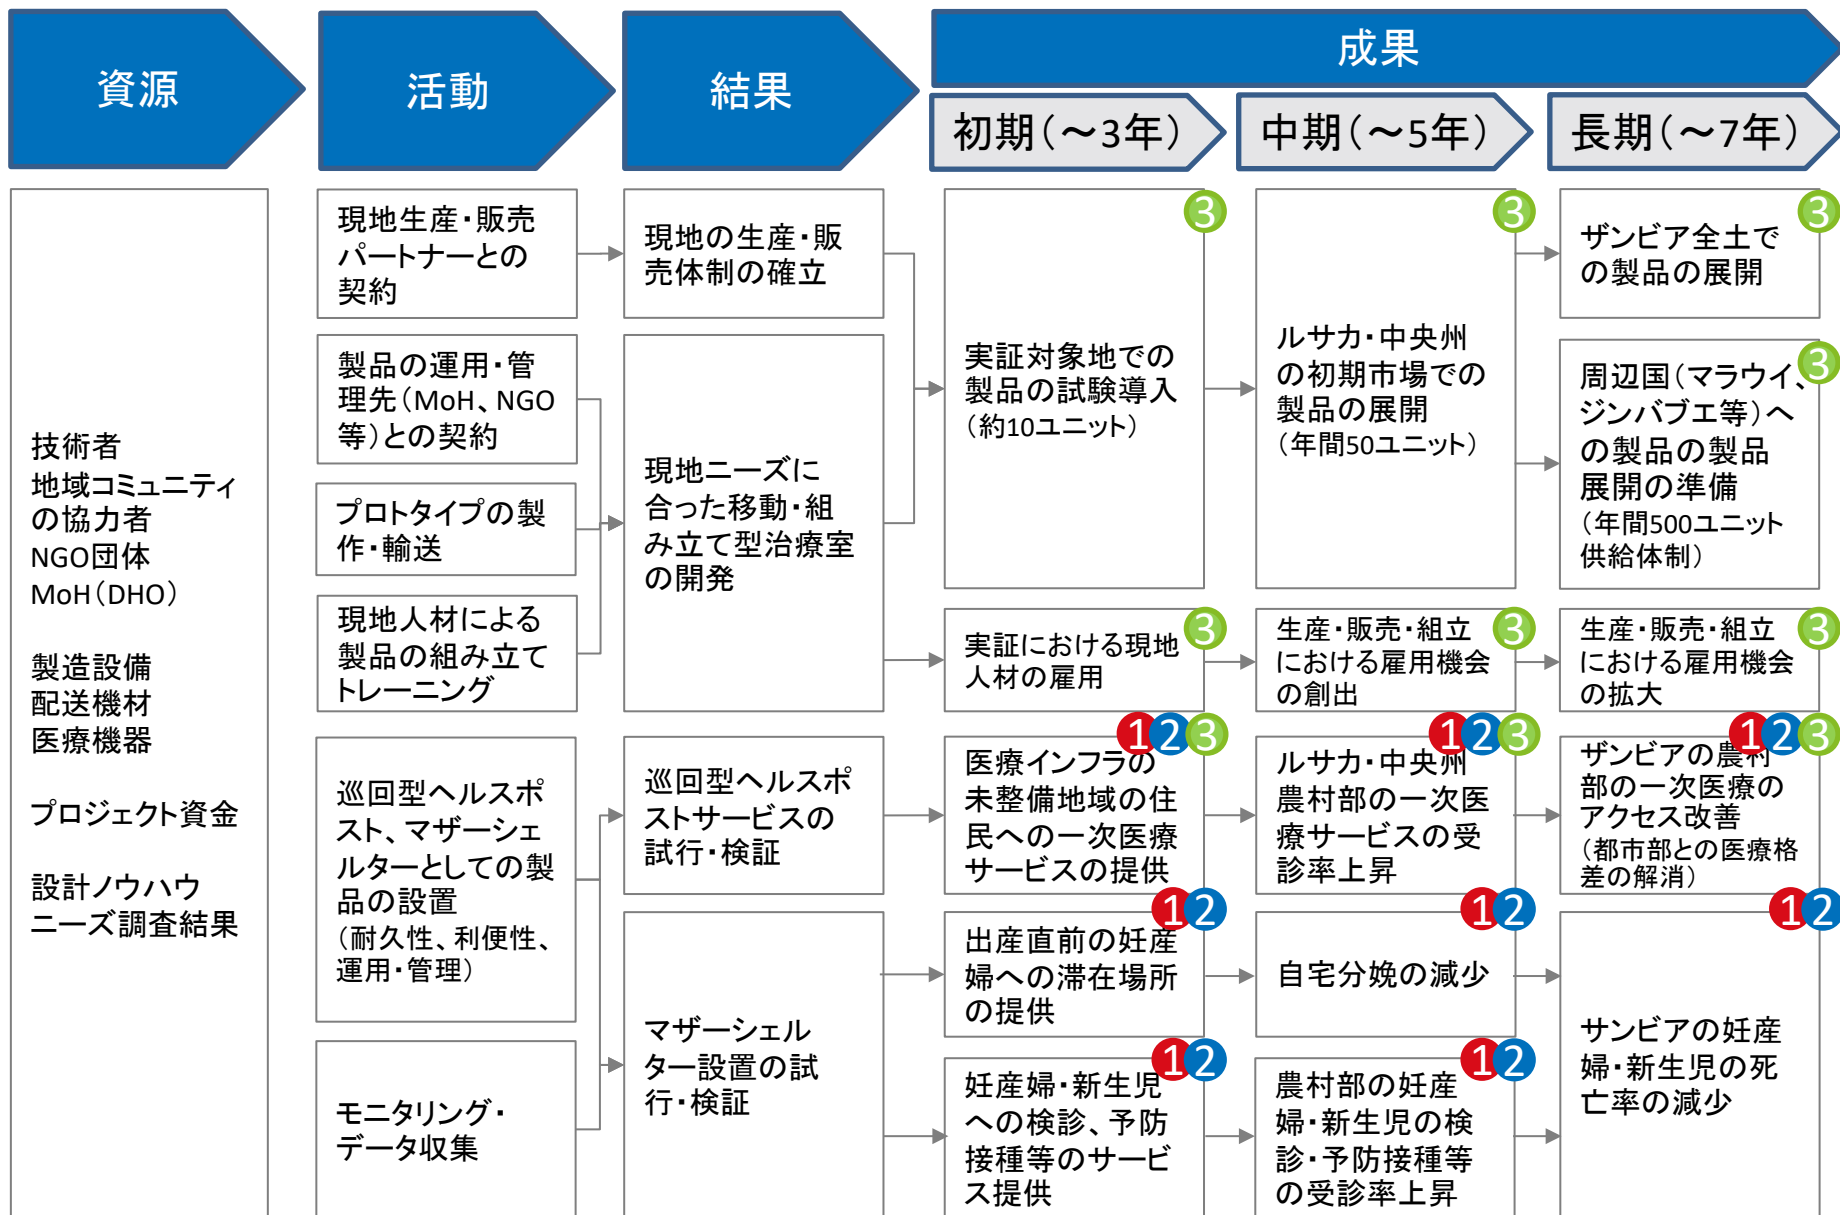 資源
活動
結果
成果
初期（～3年）
中期（～5年）
長期（～7年）
技術者
地域コミュニティ
の協力者
NGO団体
MoH（DHO）
製造設備
配送機材
医療機器
プロジェクト資金
設計ノウハウ
ニーズ調査結果
現地生産・販売
パートナーとの
契約
製品の運用・管
理先（MoH、NGO
等）との契約
プロトタイプの製
作・輸送
現地人材による
製品の組み立て
トレーニング
巡回型ヘルスポ
スト、マザーシェ
ルターとしての製
品の設置
（耐久性、利便性、
運用・管理）
モニタリング・
データ収集
現地の生産・販
売体制の確立
現地ニーズに
合った移動・組
み立て型治療室
の開発
巡回型ヘルスポ
ストサービスの
試行・検証
マザーシェル
ター設置の試
行・検証
3
実証対象地での
製品の試験導入
（約10ユニット）
3
実証における現地
人材の雇用
1 2 3
医療インフラの
未整備地域の住
民への一次医療
サービスの提供
1 2
出産直前の妊産
婦への滞在場所
の提供
1 2
妊産婦・新生児
への検診、予防
接種等のサービ
ス提供
3
ルサカ・中央州
の初期市場での
製品の展開
（年間50ユニット）
3
生産・販売・組立
における雇用機会
の創出
1 2 3
ルサカ・中央州
農村部の一次医
療サービスの受
診率上昇
1 2
自宅分娩の減少
1 2
農村部の妊産
婦・新生児の検
診・予防接種等
の受診率上昇
3
ザンビア全土で
の製品の展開
3
周辺国（マラウイ、
ジンバブエ等）へ
の製品の製品
展開の準備
（年間500ユニット
供給体制）
3
生産・販売・組立
における雇用機会
の拡大
1 2 3
ザンビアの農村
部の一次医療の
アクセス改善
（都市部との医療格
差の解消）
1 2
サンビアの妊産
婦・新生児の死
亡率の減少